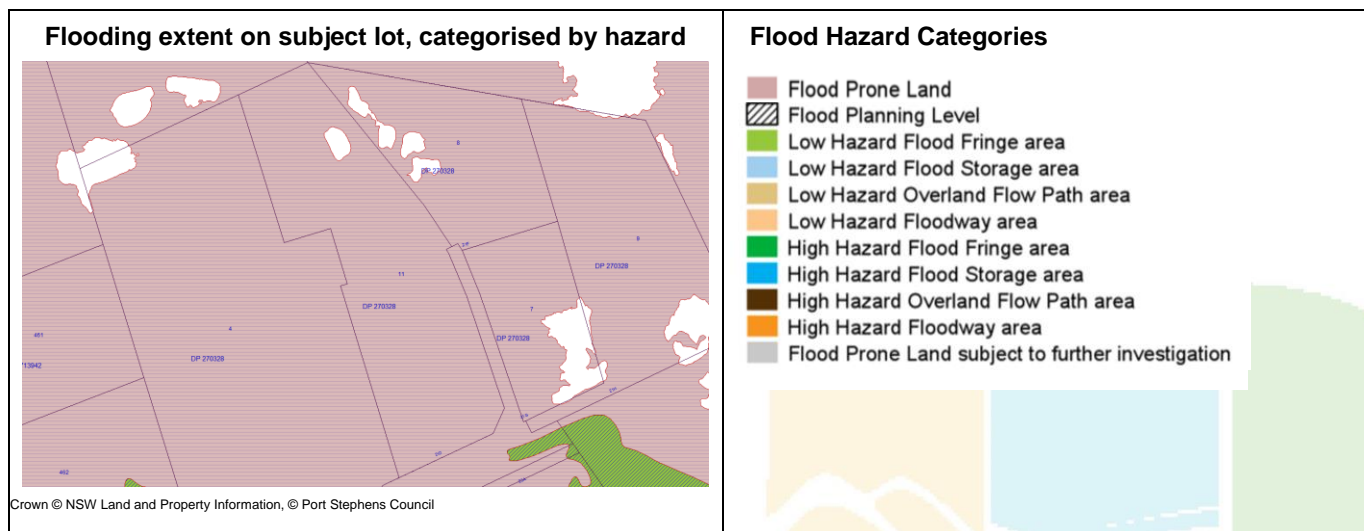 Flooding extent on subject lot, categorised by hazard
8
DP 270328
9
DP 270328
11
DP 270328
7
DP 270328
4
DP 270328
481
713942
482
Crown © NSW Land and Property Information, © Port Stephens Council
Flood Hazard Categories
Flood Prone Land
Flood Planning Level
Low Hazard Flood Fringe area
Low Hazard Flood Storage area
Low Hazard Overland Flow Path area
Low Hazard Floodway area
High Hazard Flood Fringe area
High Hazard Flood Storage area
High Hazard Overland Flow Path area
High Hazard Floodway area
Flood Prone Land subject to further investigation